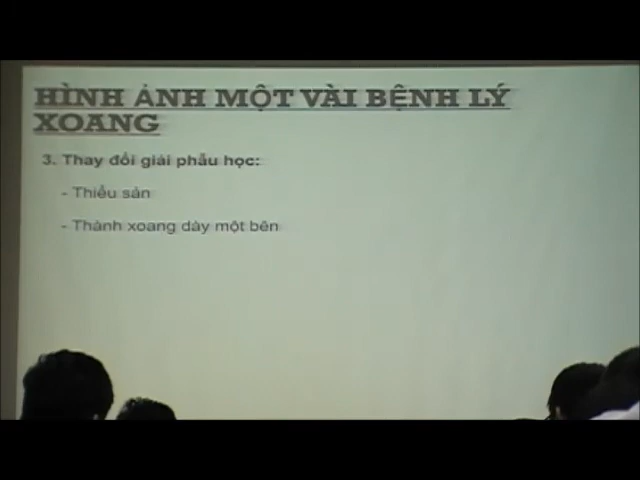 HÌNH ẢNH MỘT VÀI BỆNH LÝ
XOANG
3. Thay đổi giải phẫu học:
- Thiểu sản
- Thành xoang dày một bên